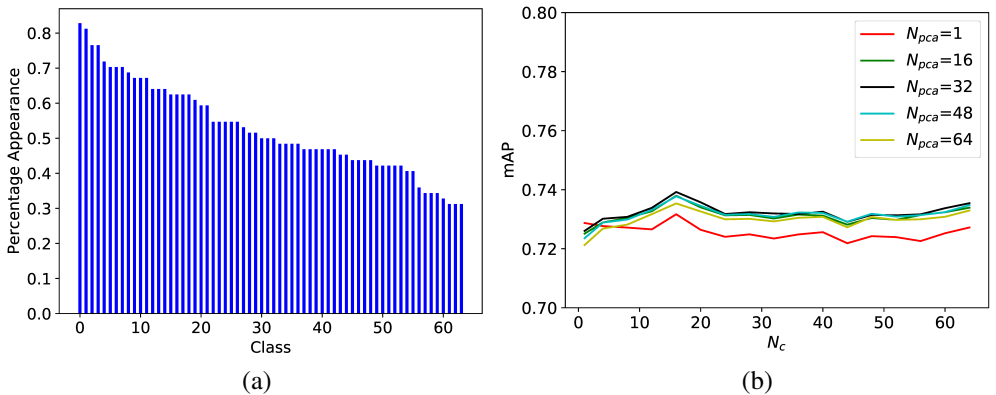 Percentage Appearance
0.8
0.7
0.6
0.5
0.4
0.3
0.2
0.1
0.0
0 10 20 30 40 50 60
Class
(a)
mAP
0.80
0.78
0.76
0.74
0.72
0.70
0 10 20 30 40 50 60
N_c
N_pca=1
N_pca=16
N_pca=32
N_pca=48
N_pca=64
(b)